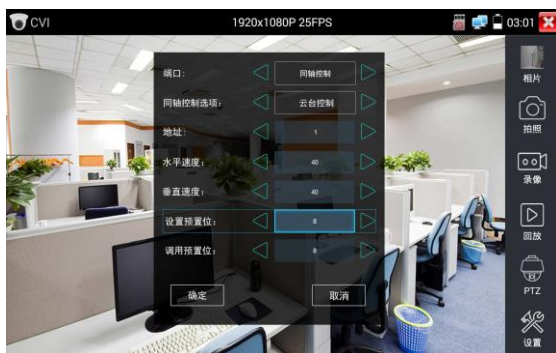 CVI 1920x1080P 25FPS 03:01
端口： 同轴控制
同轴控制选项： 云台控制
地址： 1
水平速度： 40
垂直速度： 40
设置预置位： 8
调用预置位： 8
确定 取消
相片
拍照
录像
回放
PTZ
设置